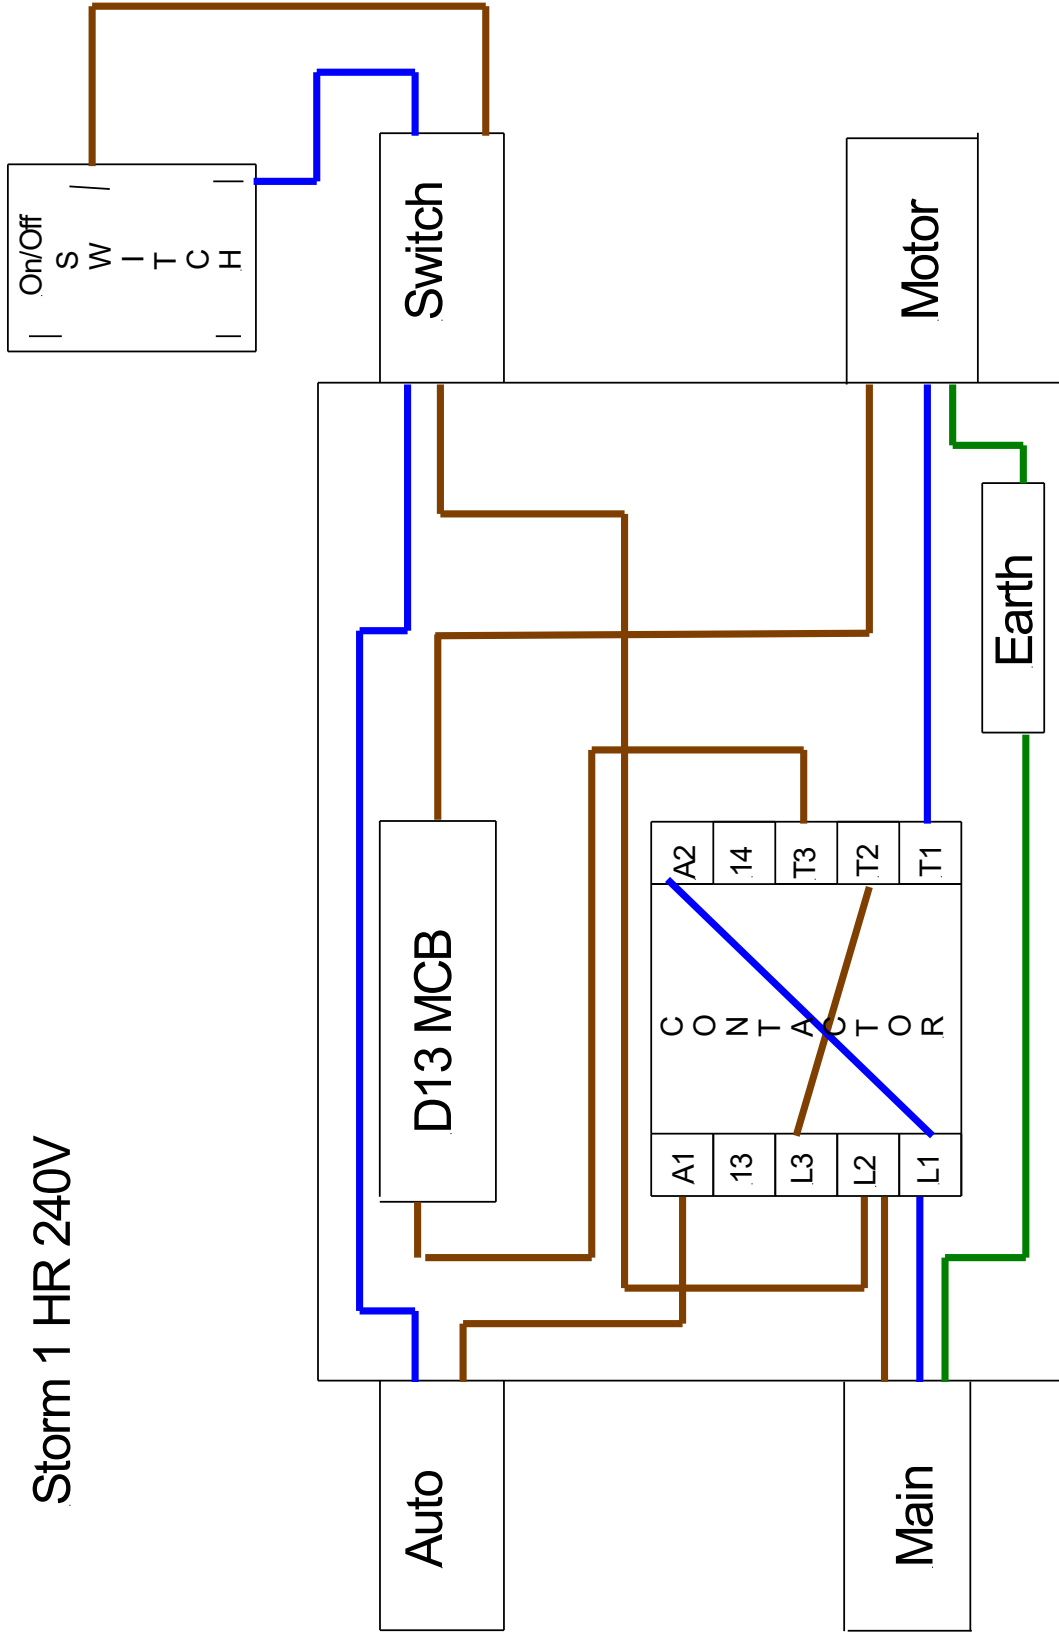 Storm 1 HR 240V
On/Off
SWITCH
Switch
Motor
D13 MCB
Earth
A2
14
T3
T2
T1
CONTACTOR
A1
13
L3
L2
L1
Auto
Main